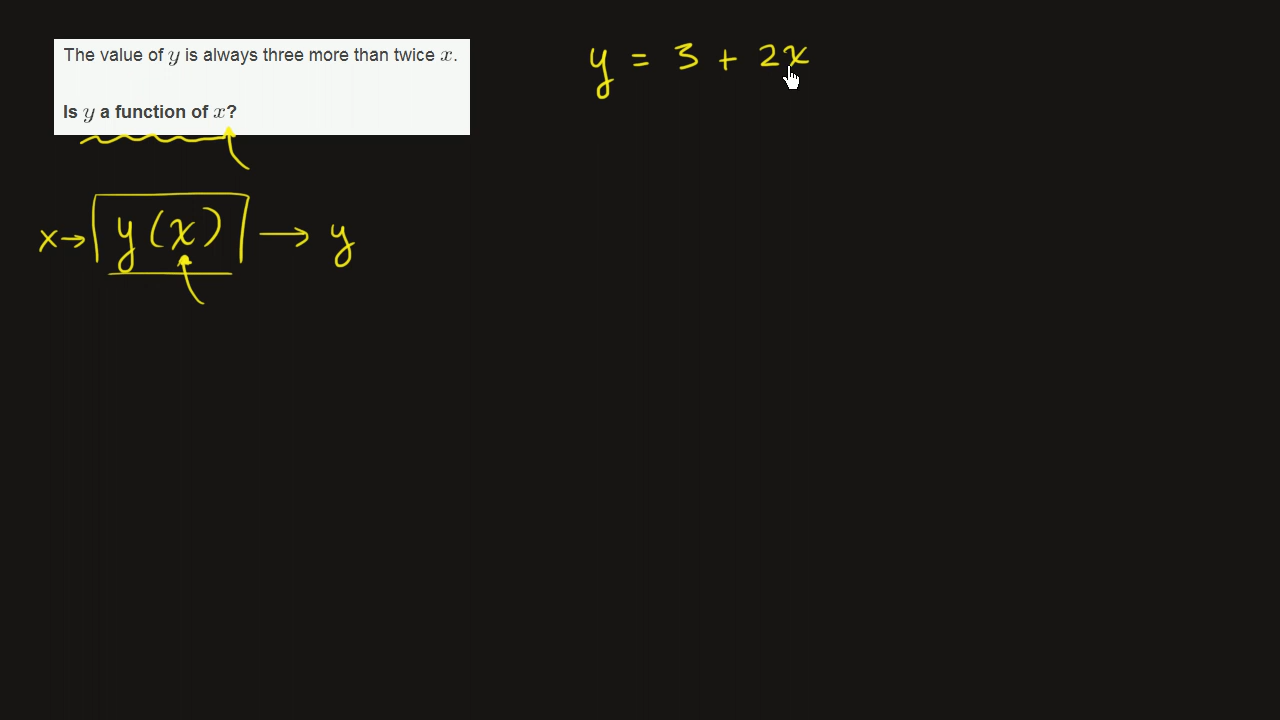 The value of y is always three more than twice x.
y = 3 + 2x
Is y a function of x?
x → y(x) → y